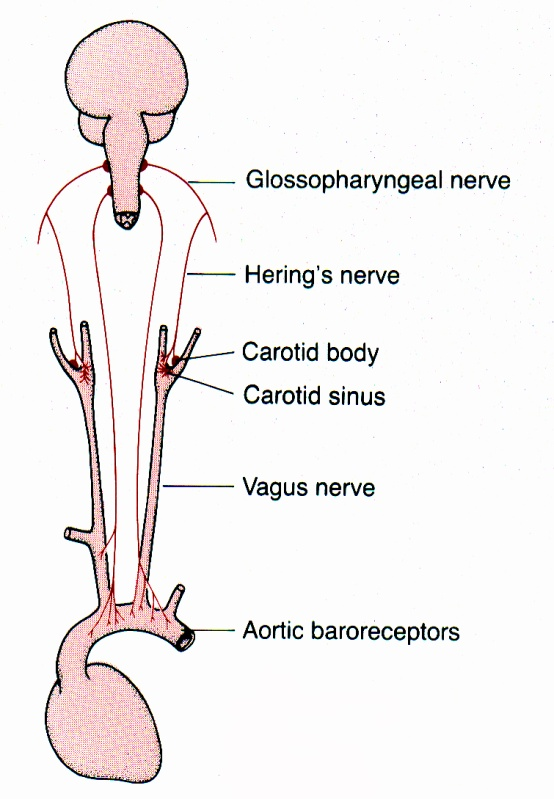 Glossopharyngeal nerve
Hering's nerve
Carotid body
Carotid sinus
Vagus nerve
Aortic baroreceptors